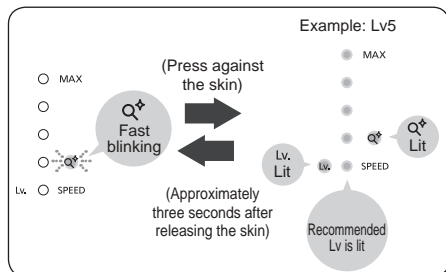 Example: Lv5
MAX
Fast
blinking
Lv.
SPEED
(Press against
the skin)
(Approximately
three seconds after
releasing the skin)
MAX
Lit
Lv.
Lit
Lv.
SPEED
Recommended
Lv is lit